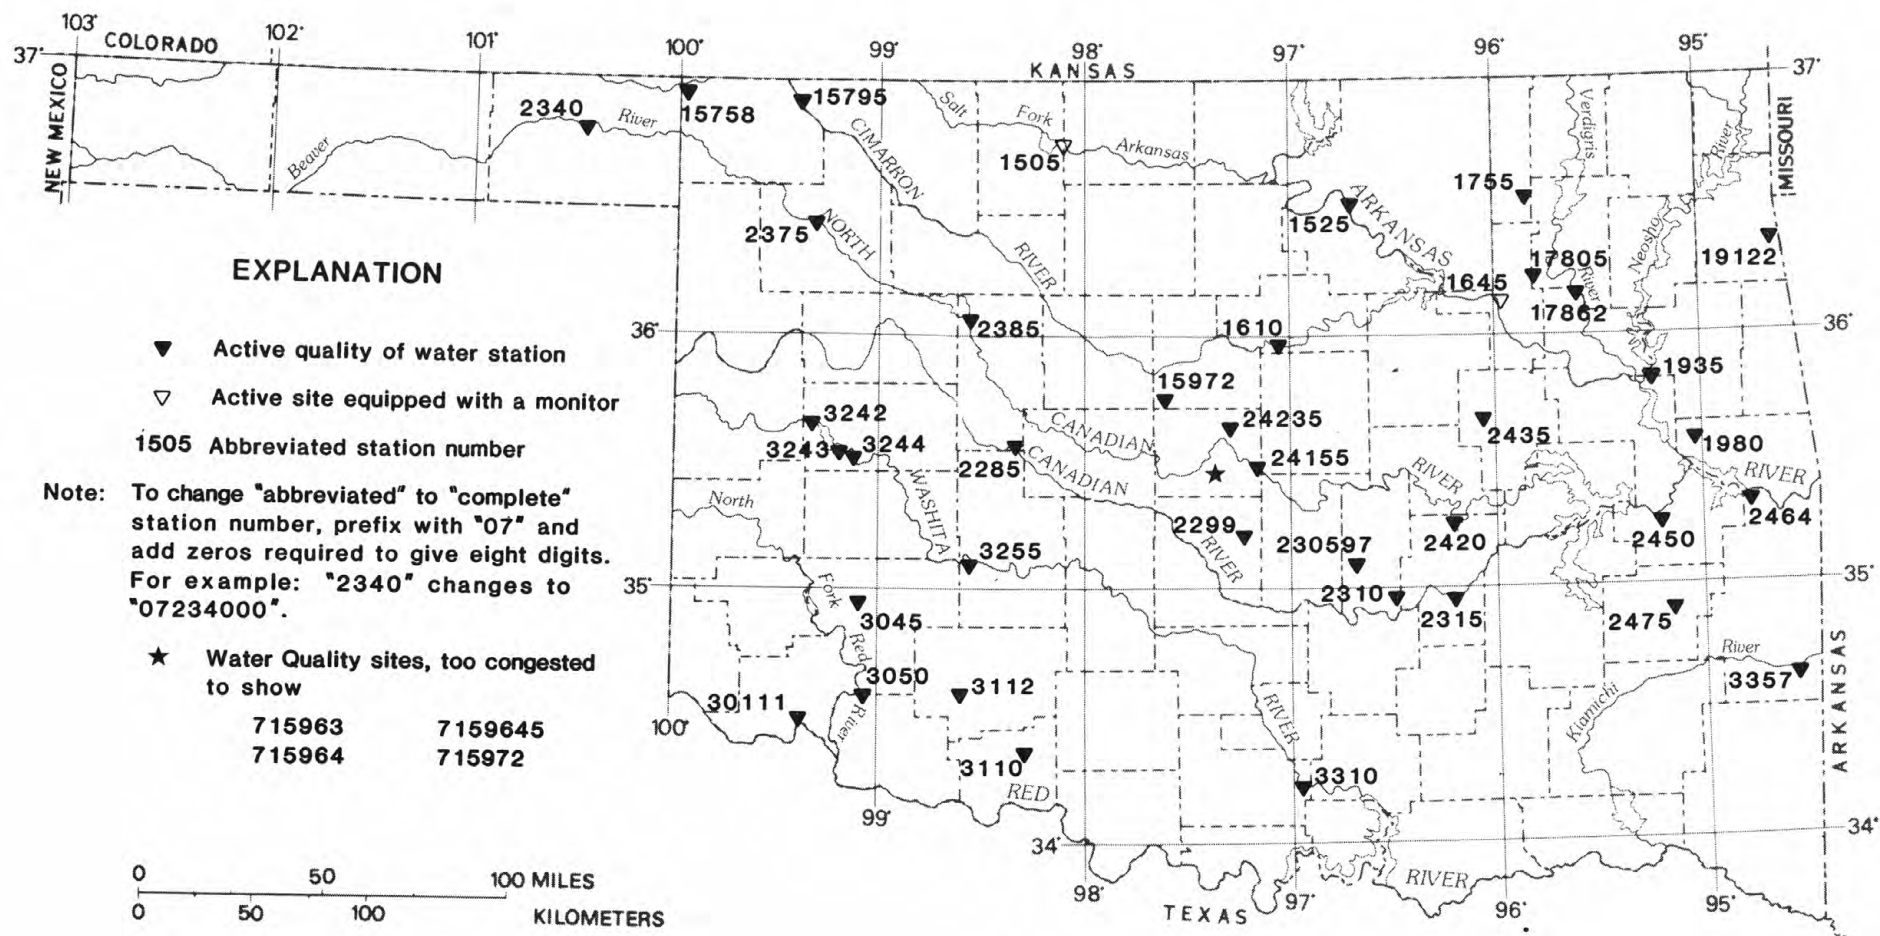 103° 102° 101° 100° 99° 98° 97° 96° 95°
37° COLORADO KANSAS 37°
NEW MEXICO
MISSOURI
2340 River 15758 15795 Salt Fork
Beaver
CIMARRON
1505 Arkansas
Verdigris
River
1755
2375 NORTH
1525 ARKANSAS
Neosho
19122
RIVER
17805
1645 River
17862
EXPLANATION
36° 2385 1610 36°
Active quality of water station
15972 1935
Active site equipped with a monitor
3242 24235
CANADIAN
2435 1980
1505 Abbreviated station number
3243 3244 2285 CANADIAN 24155 RIVER RIVER
Note: To change "abbreviated" to "complete"
station number, prefix with "07" and
add zeros required to give eight digits.
For example: "2340" changes to
"07234000".
North WASHITA
2299 230597 2420 2450 2464
3255 RIVER
35° 35°
Fork 2310 2315 2475
3045
Red River
Water Quality sites, too congested
to show
715963 7159645
715964 715972
3050 3112 3357
30111
100° River RIVER Kiamichi ARKANSAS
3110 3310
RED
99°
34° 34°
RIVER
98° 97° 96° 95°
TEXAS
0 50 100 MILES
0 50 100 KILOMETERS